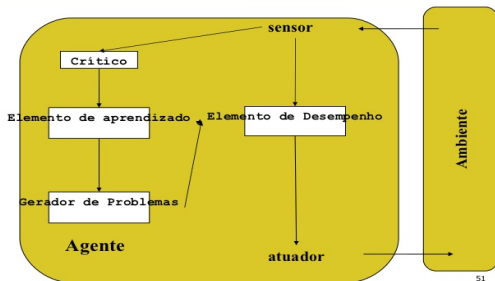 sensor
Crítico
Elemento de aprendizado
Elemento de Desempenho
Gerador de Problemas
Agente
atuador
Ambiente
51